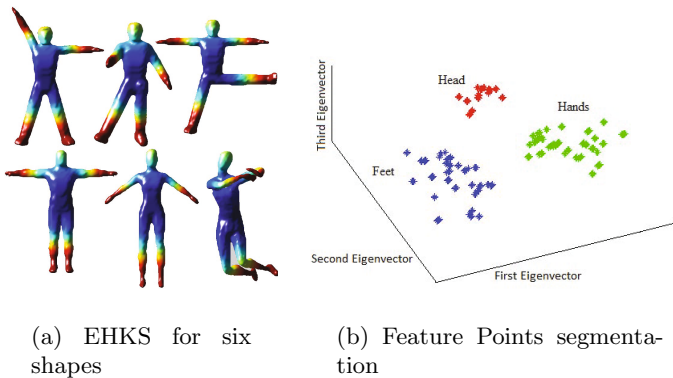 Head
Hands
Feet
Third Eigenvector
Second Eigenvector
First Eigenvector
(a) EHKS for six
shapes
(b) Feature Points segmenta-
tion